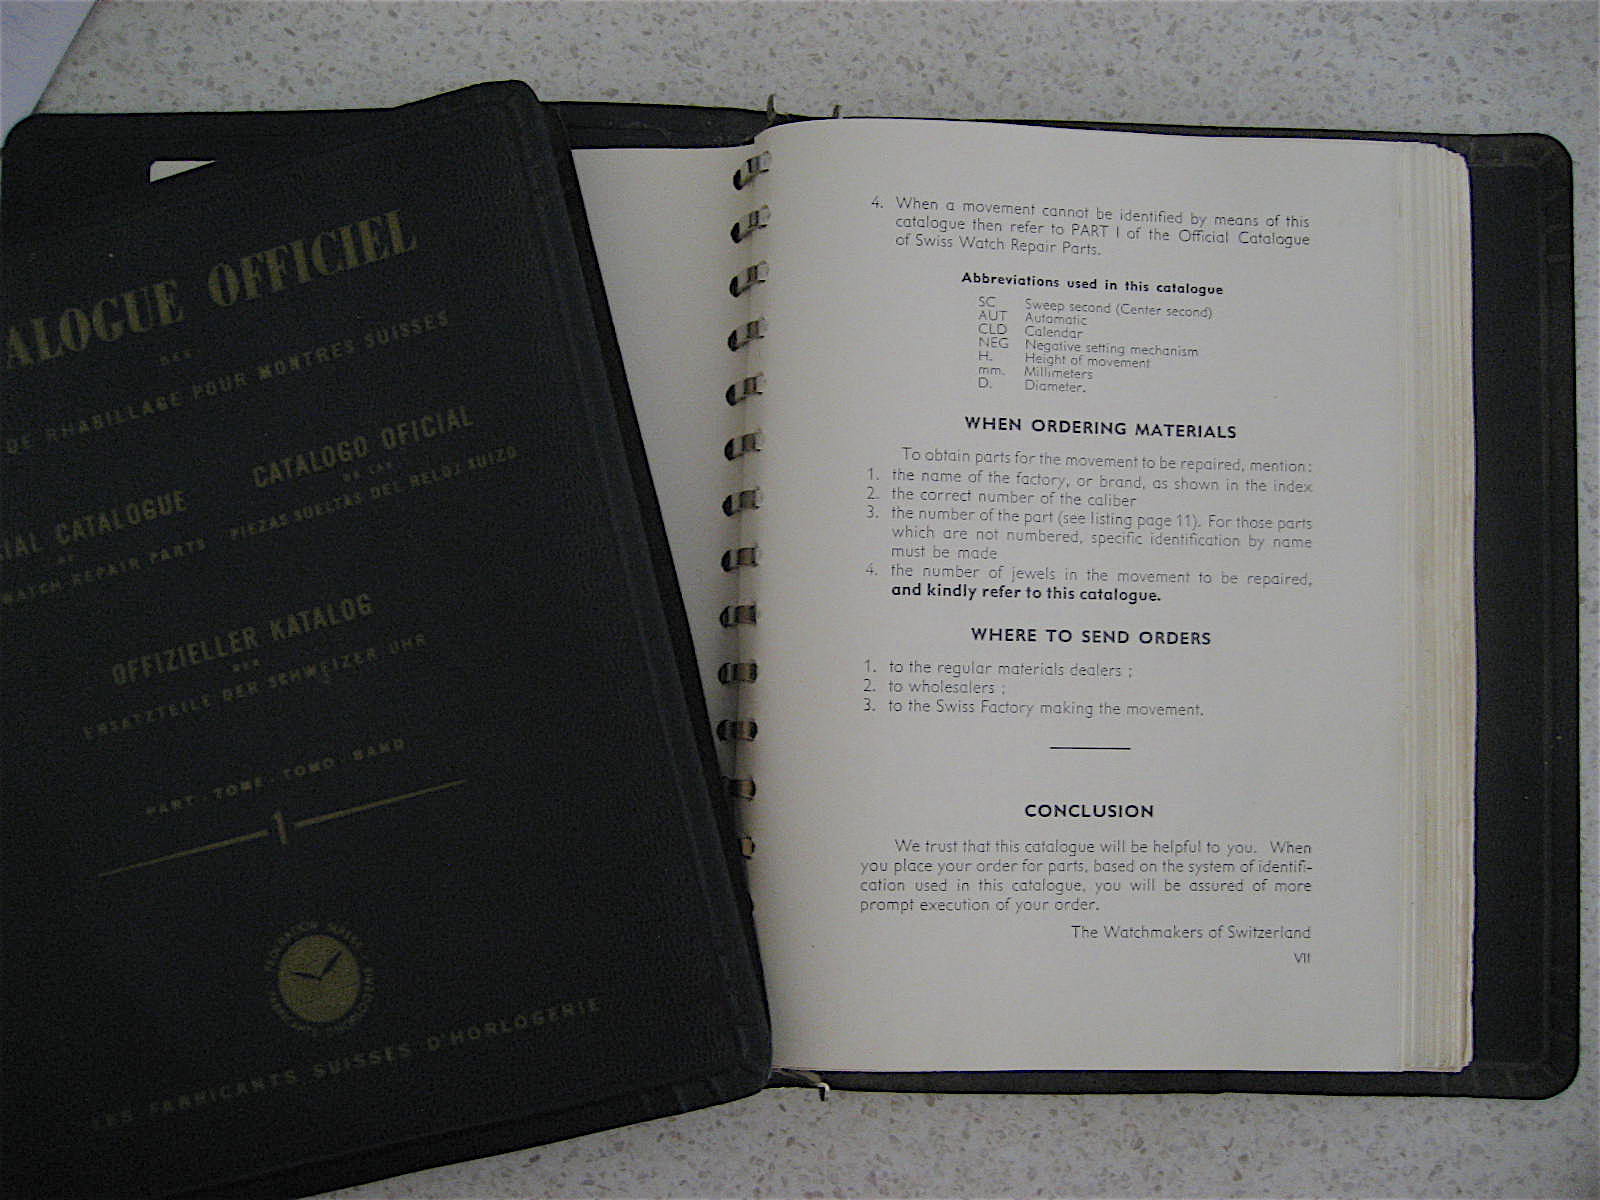 ALOGUE OFFICIEL
DES
DE RHABILLAGE POUR MONTRES SUISSES
CATALOGO OFICIAL
DE LAS
PIEZAS SUELTAS DEL RELOJ SUIZO
IAL CATALOGUE
OF
WATCH REPAIR PARTS
OFFIZIELLER KATALOG
DER
ERSATZTEILE DER SCHWEIZER UHR
PART · TOME · TOMO · BAND
1
LES FABRICANTS SUISSES D'HORLOGERIE
4. When a movement cannot be identified by means of this
catalogue then refer to PART I of the Official Catalogue
of Swiss Watch Repair Parts.
Abbreviations used in this catalogue
SC Sweep second (Center second)
AUT Automatic
CLD Calendar
NEG Negative setting mechanism
H. Height of movement
mm. Millimeters
D. Diameter.
WHEN ORDERING MATERIALS
To obtain parts for the movement to be repaired, mention:
1. the name of the factory, or brand, as shown in the index
2. the correct number of the caliber
3. the number of the part (see listing page 11). For those parts
which are not numbered, specific identification by name
must be made
4. the number of jewels in the movement to be repaired,
and kindly refer to this catalogue.
WHERE TO SEND ORDERS
1. to the regular materials dealers ;
2. to wholesalers ;
3. to the Swiss Factory making the movement.
CONCLUSION
We trust that this catalogue will be helpful to you. When
you place your order for parts, based on the system of identifi-
cation used in this catalogue, you will be assured of more
prompt execution of your order.
The Watchmakers of Switzerland
VII